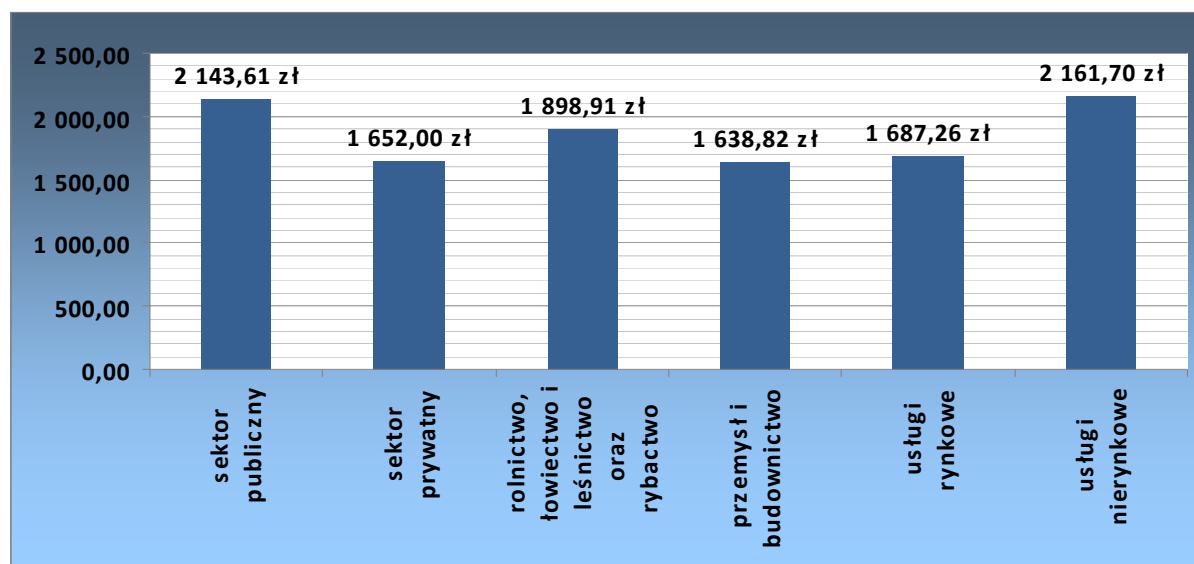 2 500,00
2 000,00
1 500,00
1 000,00
500,00
0,00
2 143,61 zł
1 652,00 zł
1 898,91 zł
1 638,82 zł
1 687,26 zł
2 161,70 zł
sektor
publiczny
sektor
prywatny
rolnictwo,
łowiectwo i
leśnictwo
oraz
rybactwo
przemysł i
budownictwo
usługi
rynkowe
usługi
nierynkowe